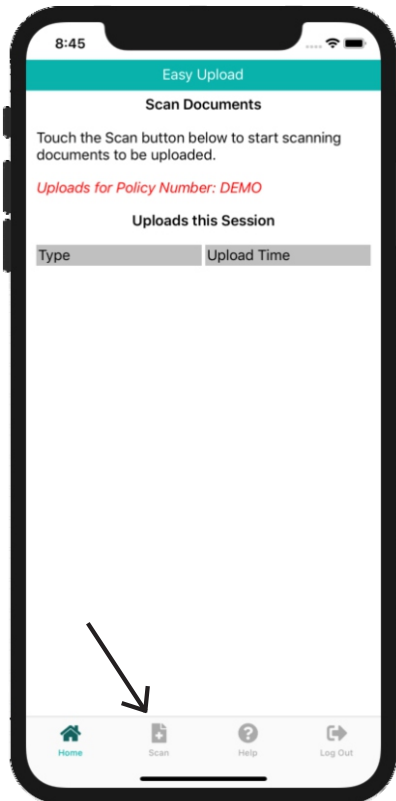 8:45
Easy Upload
Scan Documents
Touch the Scan button below to start scanning
documents to be uploaded.
Uploads for Policy Number: DEMO
Uploads this Session
Type Upload Time
Home Scan Help Log Out